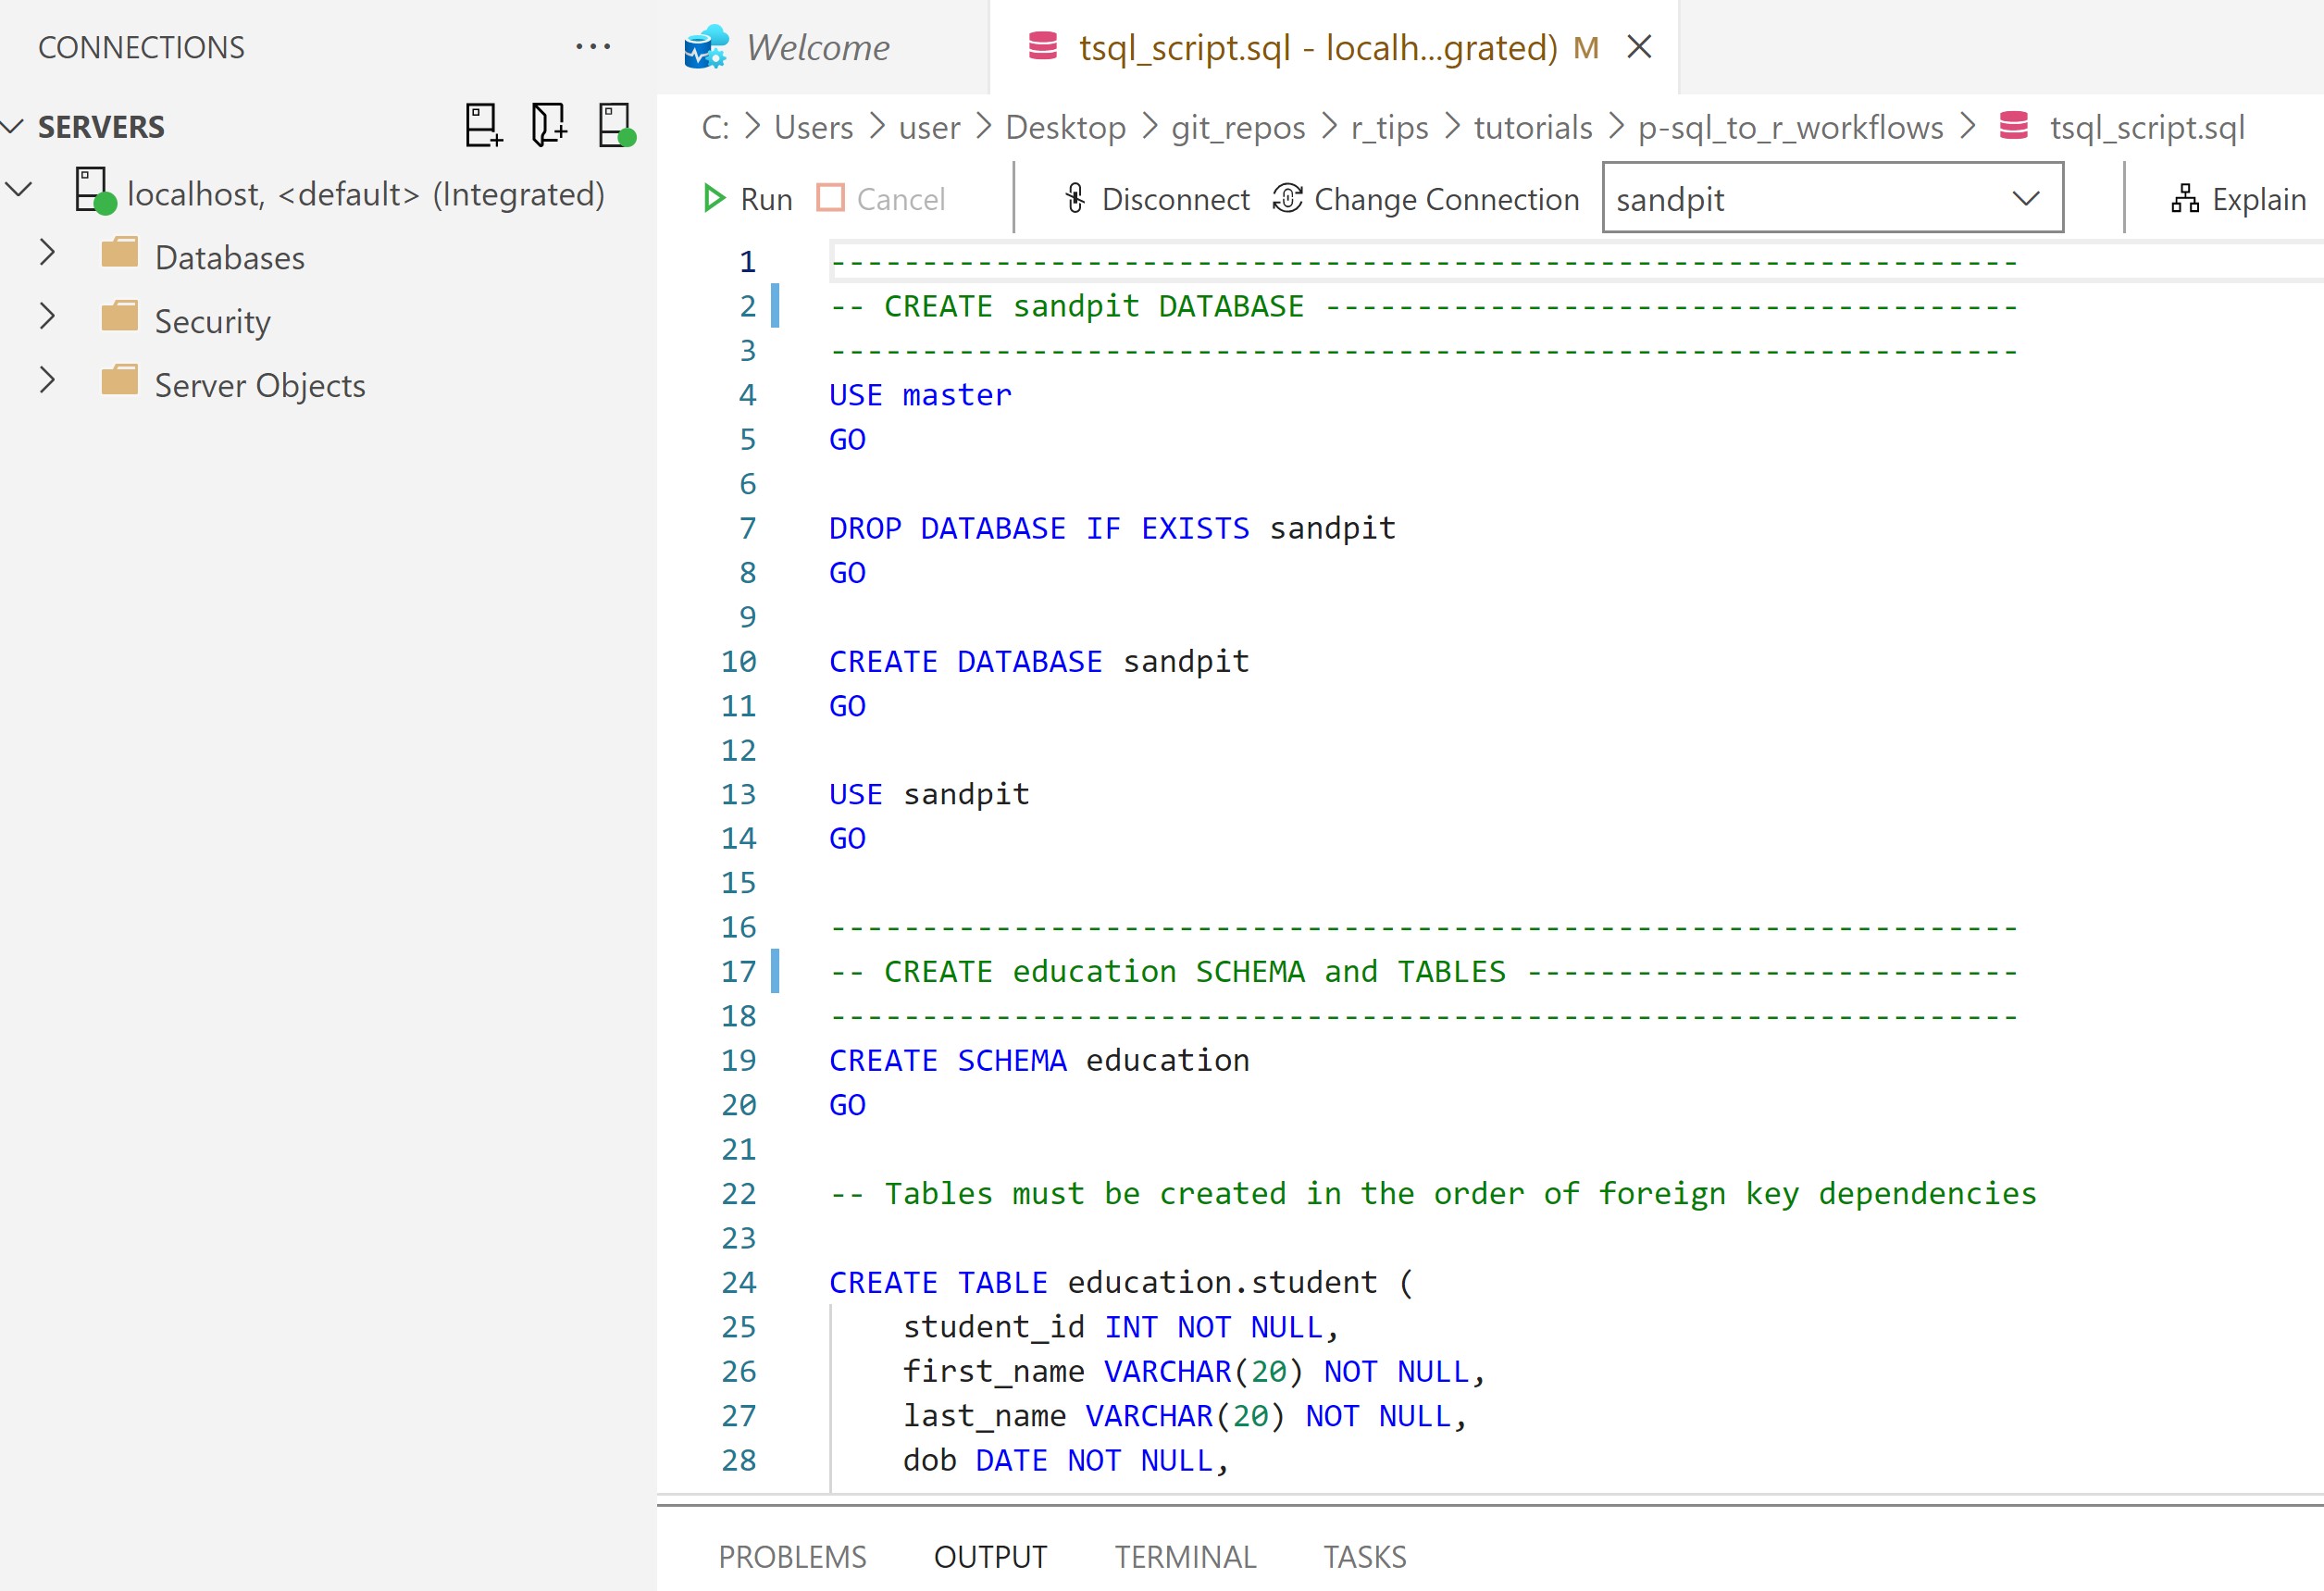 CONNECTIONS ...
SERVERS
localhost, <default> (Integrated)
Databases
Security
Server Objects
Welcome
tsql_script.sql - localh...grated) M
C: > Users > user > Desktop > git_repos > r_tips > tutorials > p-sql_to_r_workflows > tsql_script.sql
Run Cancel Disconnect Change Connection sandpit Explain
1 -----------------------------------------------------------------
2 -- CREATE sandpit DATABASE --------------------------------------
3 -----------------------------------------------------------------
4 USE master
5 GO
6
7 DROP DATABASE IF EXISTS sandpit
8 GO
9
10 CREATE DATABASE sandpit
11 GO
12
13 USE sandpit
14 GO
15
16 -----------------------------------------------------------------
17 -- CREATE education SCHEMA and TABLES ---------------------------
18 -----------------------------------------------------------------
19 CREATE SCHEMA education
20 GO
21
22 -- Tables must be created in the order of foreign key dependencies
23
24 CREATE TABLE education.student (
25 student_id INT NOT NULL,
26 first_name VARCHAR(20) NOT NULL,
27 last_name VARCHAR(20) NOT NULL,
28 dob DATE NOT NULL,
PROBLEMS OUTPUT TERMINAL TASKS